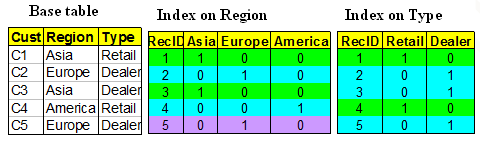 Base table Index on Region Index on Type
Cust Region Type RecID Asia Europe America RecID Retail Dealer
C1 Asia Retail 1 1 0 0 1 1 0
C2 Europe Dealer 2 0 1 0 2 0 1
C3 Asia Dealer 3 1 0 0 3 0 1
C4 America Retail 4 0 0 1 4 1 0
C5 Europe Dealer 5 0 1 0 5 0 1